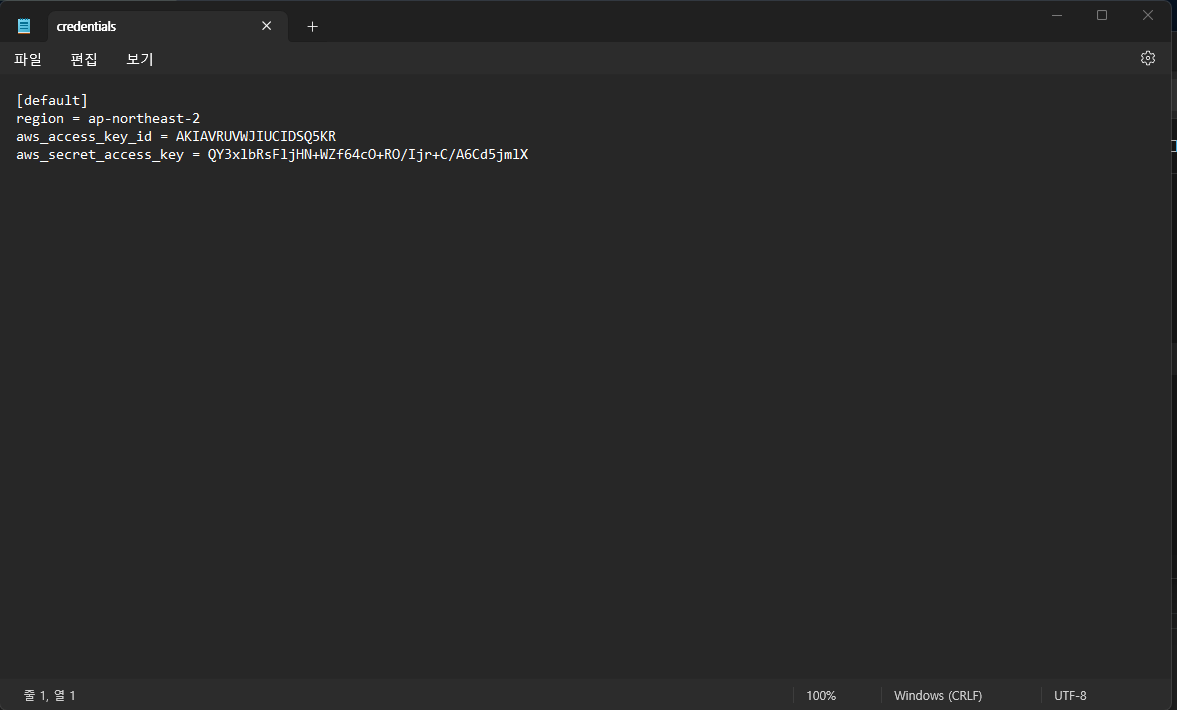 credentials
파일 편집 보기
[default]
region = ap-northeast-2
aws_access_key_id = AKIAVRUVWJIUCIDSQ5KR
aws_secret_access_key = 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
줄 1, 열 1 100% Windows (CRLF) UTF-8